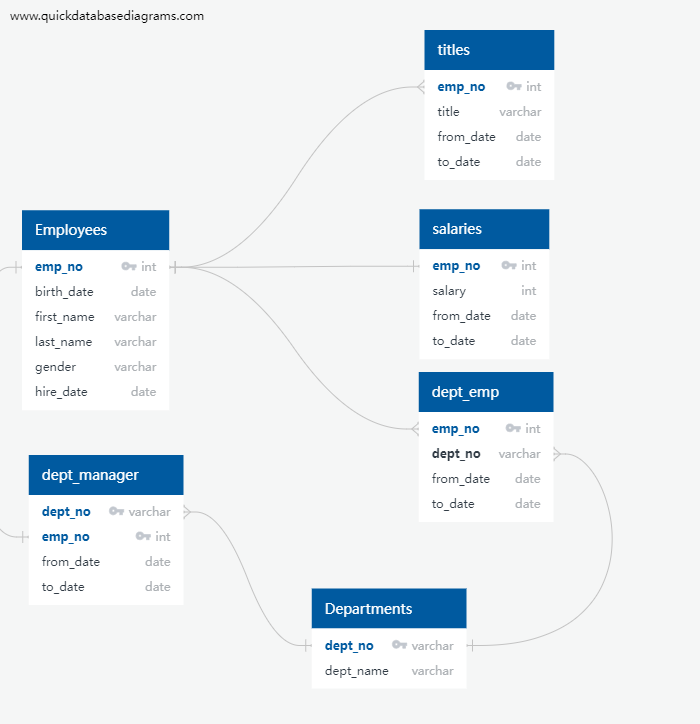 www.quickdatabasediagrams.com
titles
emp_no int
title varchar
from_date date
to_date date
Employees
emp_no int
birth_date date
first_name varchar
last_name varchar
gender varchar
hire_date date
salaries
emp_no int
salary int
from_date date
to_date date
dept_emp
emp_no int
dept_no varchar
from_date date
to_date date
dept_manager
dept_no varchar
emp_no int
from_date date
to_date date
Departments
dept_no varchar
dept_name varchar